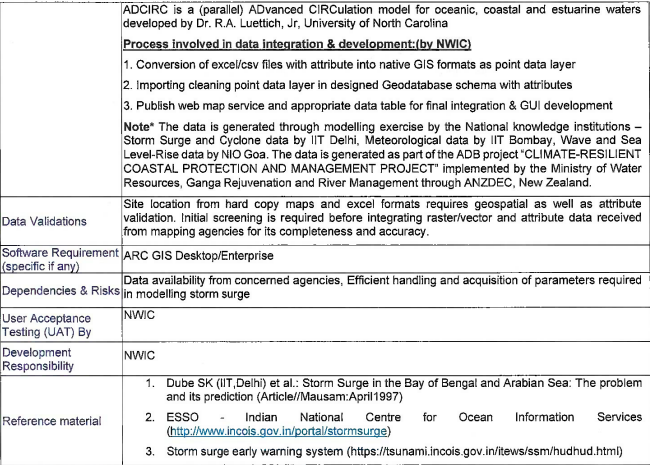 ADCIRC is a (parallel) ADvanced CIRCulation model for oceanic, coastal and estuarine waters
developed by Dr. R.A. Luettich, Jr, University of North Carolina
Process involved in data integration & development:(by NWIC)
1. Conversion of excel/csv files with attribute into native GIS formats as point data layer
2. Importing cleaning point data layer in designed Geodatabase schema with attributes
3. Publish web map service and appropriate data table for final integration & GUI development
Note* The data is generated through modelling exercise by the National knowledge institutions –
Storm Surge and Cyclone data by IIT Delhi, Meteorological data by IIT Bombay, Wave and Sea
Level-Rise data by NIO Goa. The data is generated as part of the ADB project "CLIMATE-RESILIENT
COASTAL PROTECTION AND MANAGEMENT PROJECT" implemented by the Ministry of Water
Resources, Ganga Rejuvenation and River Management through ANZDEC, New Zealand.
Data Validations
Site location from hard copy maps and excel formats requires geospatial as well as attribute
validation. Initial screening is required before integrating raster/vector and attribute data received
from mapping agencies for its completeness and accuracy.
Software Requirement
(specific if any)
ARC GIS Desktop/Enterprise
Dependencies & Risks
Data availability from concerned agencies, Efficient handling and acquisition of parameters required
in modelling storm surge
User Acceptance
Testing (UAT) By
NWIC
Development
Responsibility
NWIC
Reference material
1. Dube SK (IIT,Delhi) et al.: Storm Surge in the Bay of Bengal and Arabian Sea: The problem
and its prediction (Article//Mausam:April1997)
2. ESSO - Indian National Centre for Ocean Information Services
(http://www.incois.gov.in/portal/stormsurge)
3. Storm surge early warning system (https://tsunami.incois.gov.in/itews/ssm/hudhud.html)